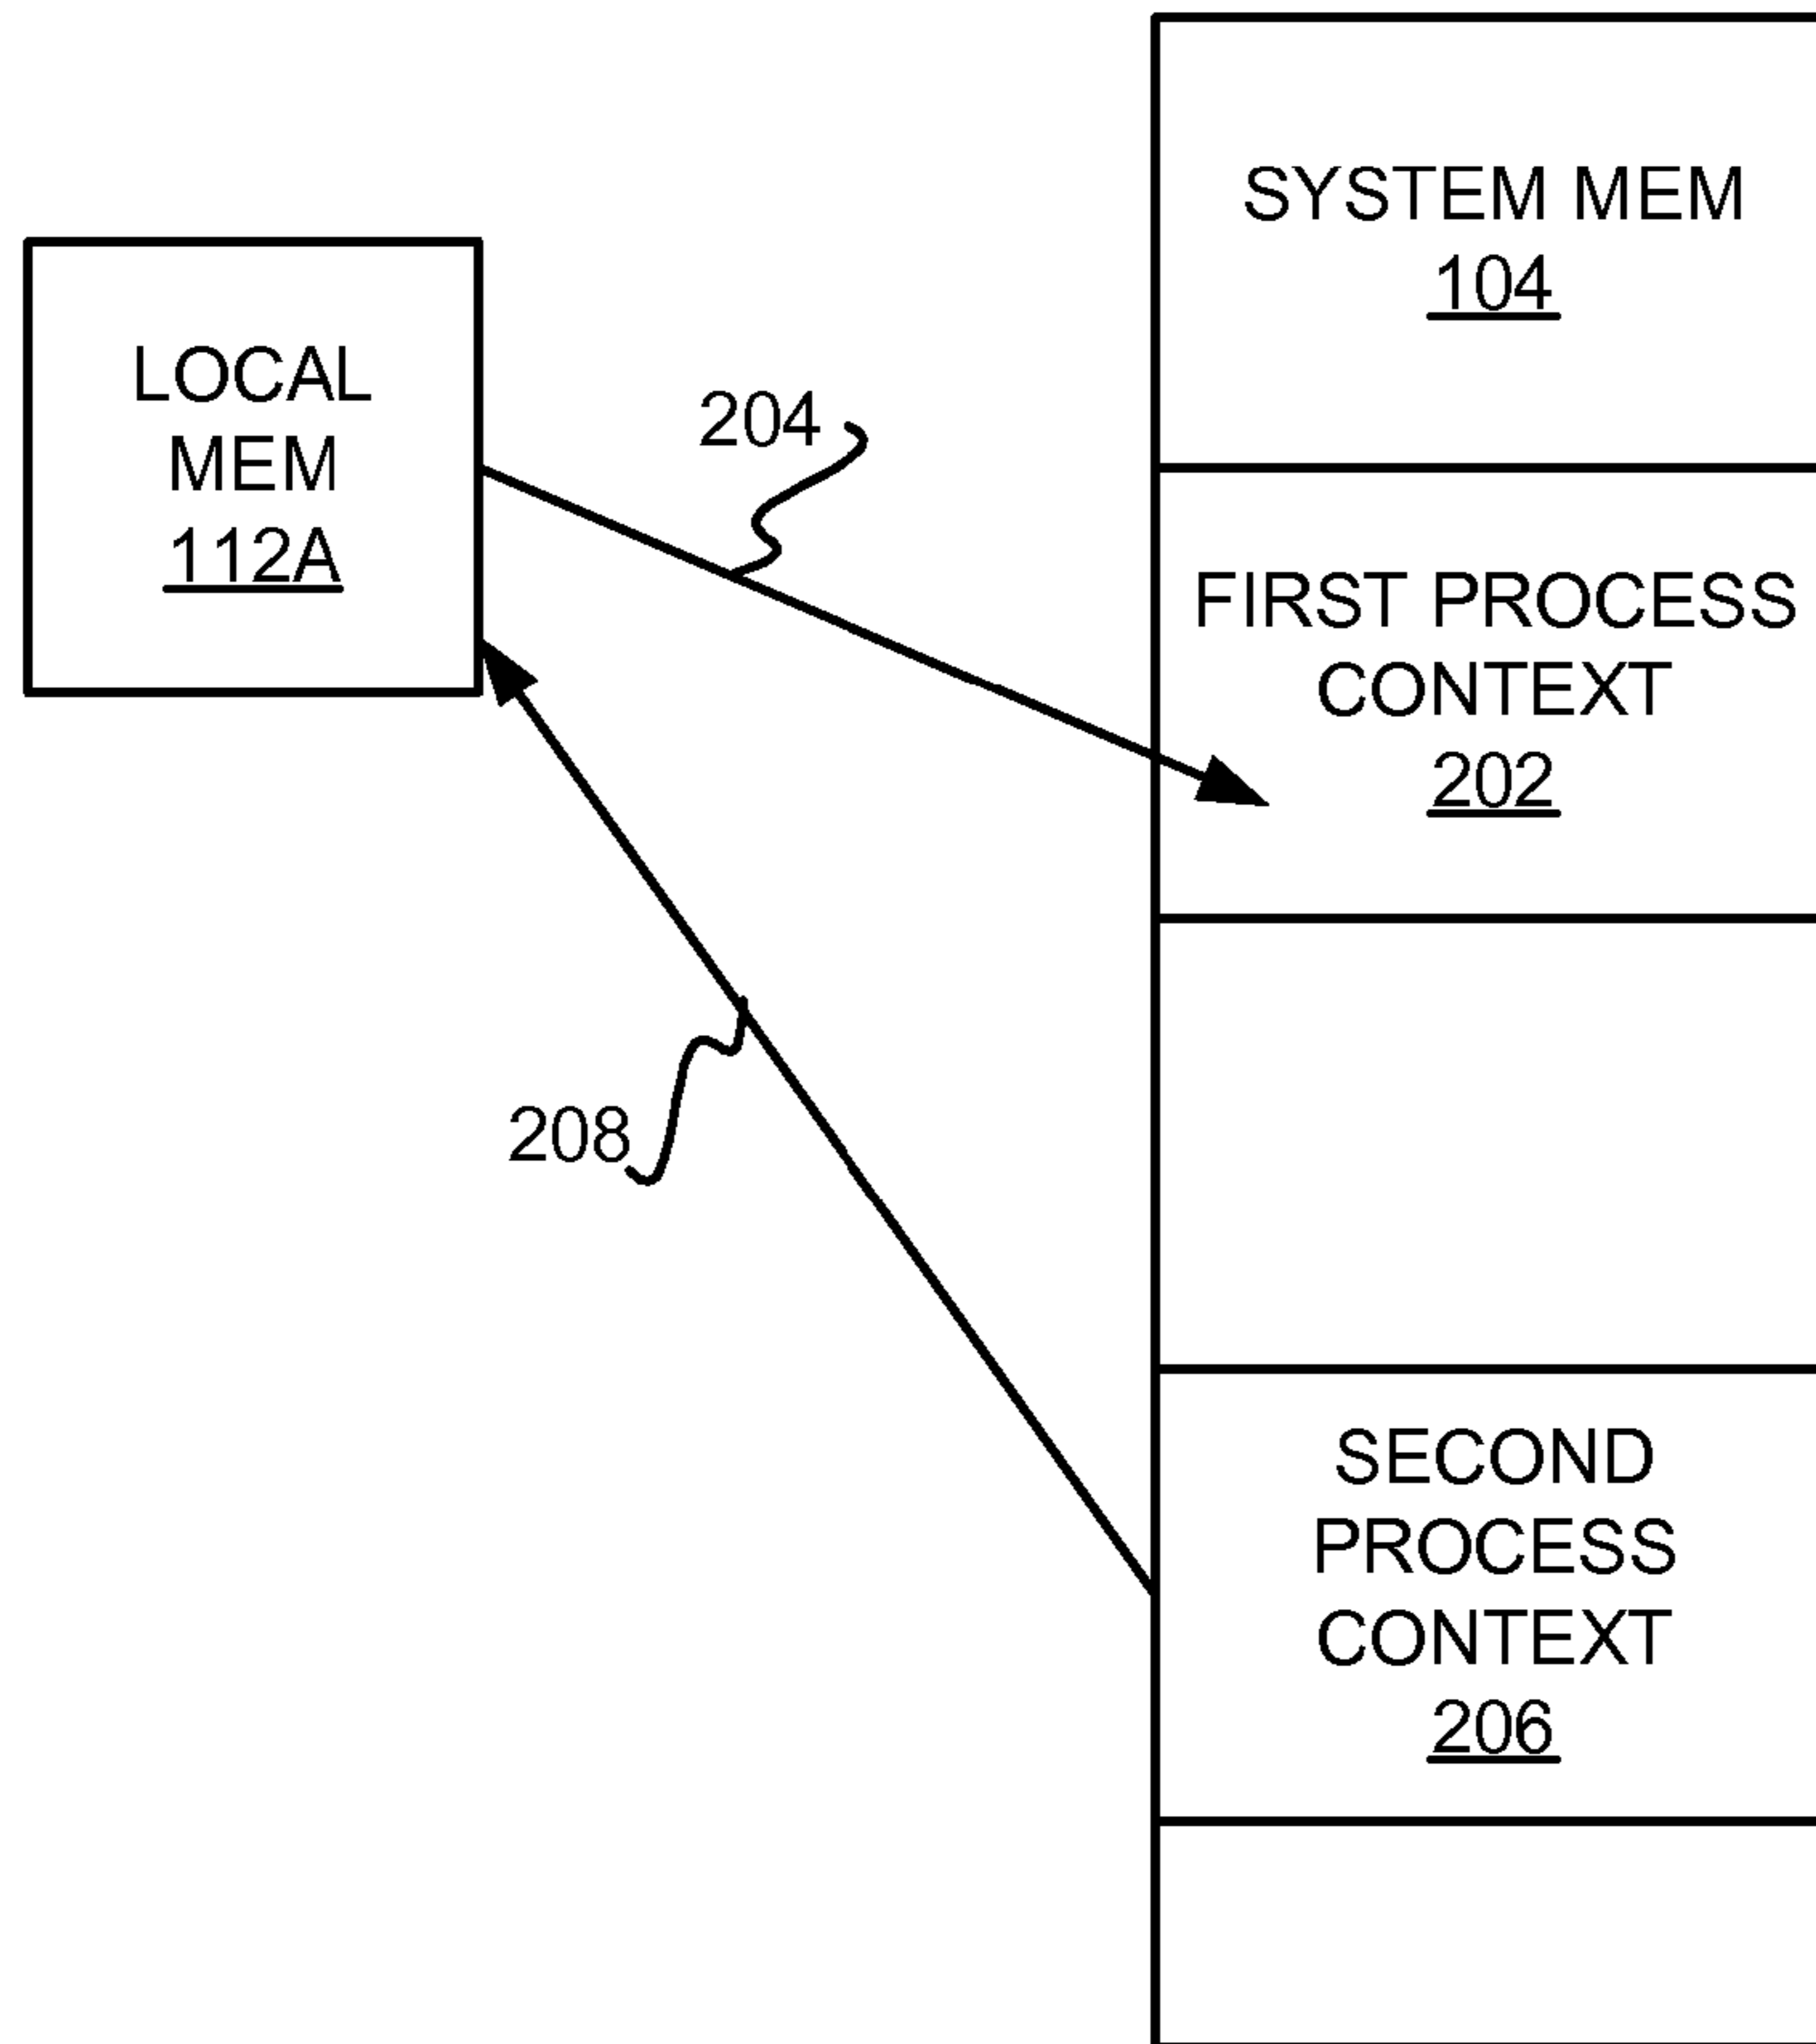 SYSTEM MEM
104
LOCAL
MEM
112A
204
FIRST PROCESS
CONTEXT
202
208
SECOND
PROCESS
CONTEXT
206